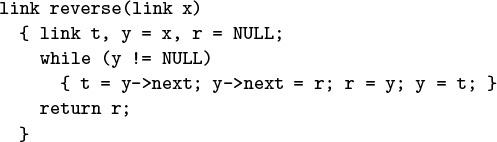 link reverse(link x)
{ link t, y = x, r = NULL;
while (y != NULL)
{ t = y->next; y->next = r; r = y; y = t; }
return r;
}